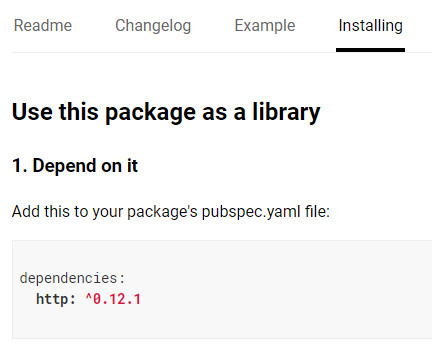 Readme Changelog Example Installing
Use this package as a library
1. Depend on it
Add this to your package's pubspec.yaml file:
dependencies:
  http: ^0.12.1